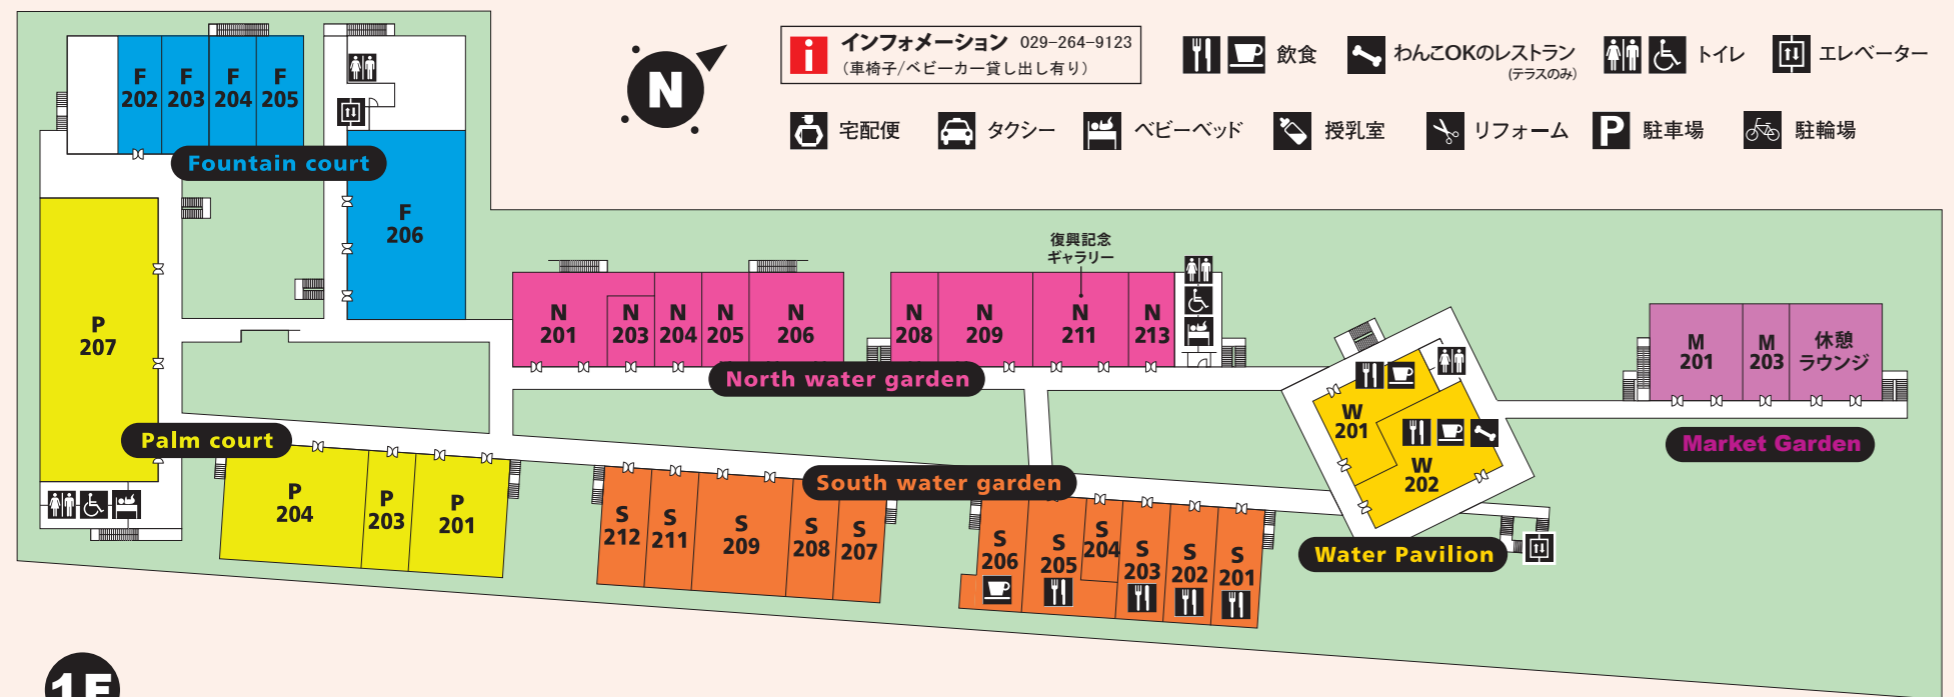 N
インフォメーション 029-264-9123
（車椅子/ベビーカー貸し出し有り）
飲食
わんこOKのレストラン
(テラスのみ)
トイレ
エレベーター
宅配便
タクシー
ベビーベッド
授乳室
リフォーム
P 駐車場
駐輪場
F
202
F
203
F
204
F
205
Fountain court
F
206
P
207
N
201
N
203
N
204
N
205
N
206
N
208
N
209
復興記念
ギャラリー
N
211
N
213
North water garden
W
201
W
202
Water Pavilion
M
201
M
203
休憩
ラウンジ
Market Garden
Palm court
P
204
P
203
P
201
South water garden
S
212
S
211
S
209
S
208
S
207
S
206
S
205
S
204
S
203
S
202
S
201
1F